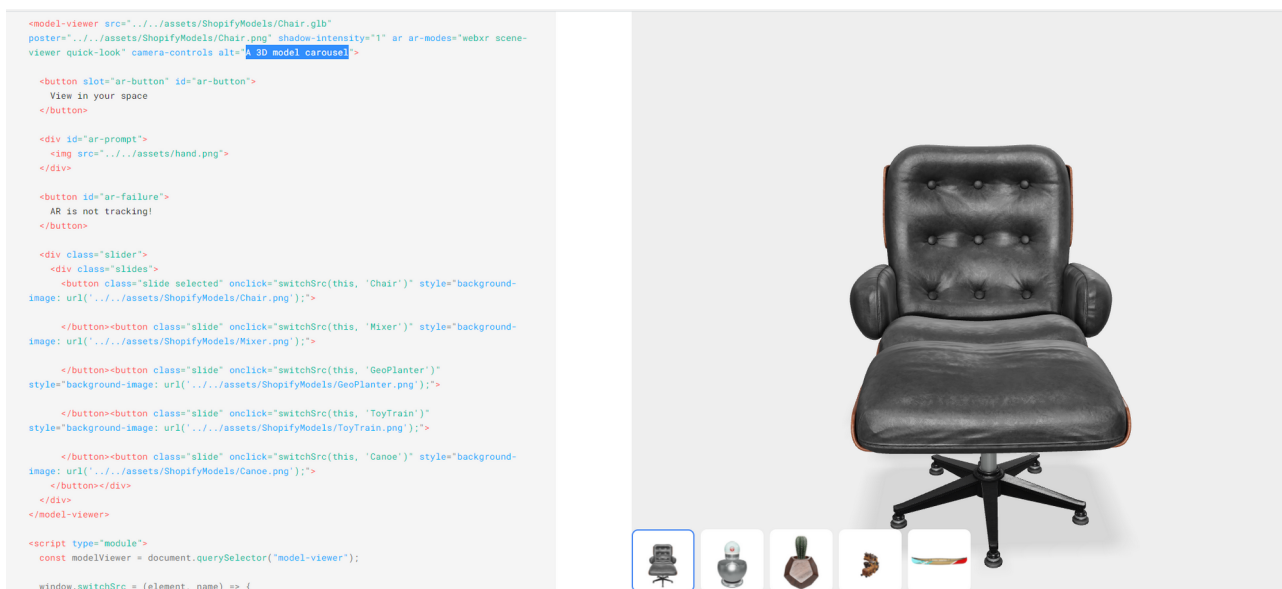 <model-viewer src="../../assets/ShopifyModels/Chair.glb"
poster="../../assets/ShopifyModels/Chair.png" shadow-intensity="1" ar ar-modes="webxr scene-
viewer quick-look" camera-controls alt="A 3D model carousel">
<button slot="ar-button" id="ar-button">
View in your space
</button>
<div id="ar-prompt">
<img src="../../assets/hand.png">
</div>
<button id="ar-failure">
AR is not tracking!
</button>
<div class="slider">
<div class="slides">
<button class="slide selected" onclick="switchSrc(this, 'Chair')" style="background-
image: url('../../assets/ShopifyModels/Chair.png');">
</button><button class="slide" onclick="switchSrc(this, 'Mixer')" style="background-
image: url('../../assets/ShopifyModels/Mixer.png');">
</button><button class="slide" onclick="switchSrc(this, 'GeoPlanter')"
style="background-image: url('../../assets/ShopifyModels/GeoPlanter.png');">
</button><button class="slide" onclick="switchSrc(this, 'ToyTrain')"
style="background-image: url('../../assets/ShopifyModels/ToyTrain.png');">
</button><button class="slide" onclick="switchSrc(this, 'Canoe')" style="background-
image: url('../../assets/ShopifyModels/Canoe.png');">
</button></div>
</div>
</model-viewer>
<script type="module">
const modelViewer = document.querySelector("model-viewer");
window.switchSrc = (element, name) => {